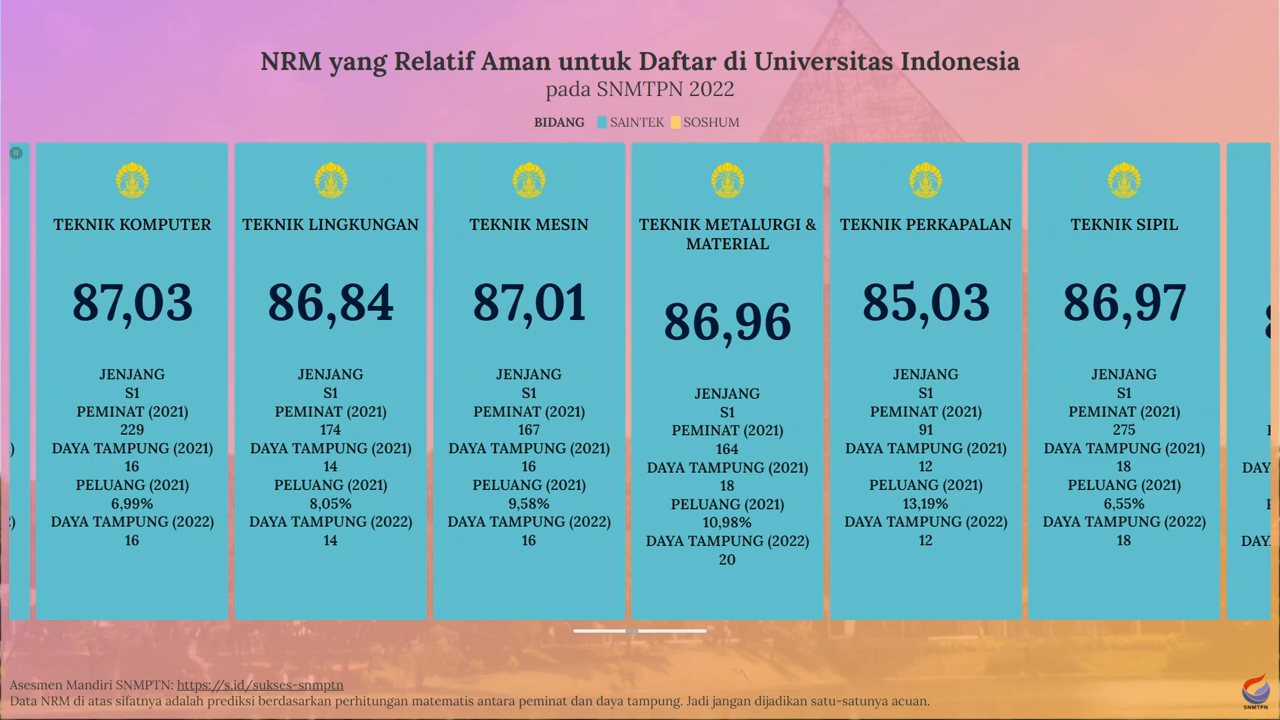 NRM yang Relatif Aman untuk Daftar di Universitas Indonesia
pada SNMTPN 2022
BIDANG SAINTEK SOSHUM
TEKNIK KOMPUTER
87,03
JENJANG
S1
PEMINAT (2021)
229
DAYA TAMPUNG (2021)
16
PELUANG (2021)
6,99%
DAYA TAMPUNG (2022)
16
TEKNIK LINGKUNGAN
86,84
JENJANG
S1
PEMINAT (2021)
174
DAYA TAMPUNG (2021)
14
PELUANG (2021)
8,05%
DAYA TAMPUNG (2022)
14
TEKNIK MESIN
87,01
JENJANG
S1
PEMINAT (2021)
167
DAYA TAMPUNG (2021)
16
PELUANG (2021)
9,58%
DAYA TAMPUNG (2022)
16
TEKNIK METALURGI &
MATERIAL
86,96
JENJANG
S1
PEMINAT (2021)
164
DAYA TAMPUNG (2021)
18
PELUANG (2021)
10,98%
DAYA TAMPUNG (2022)
20
TEKNIK PERKAPALAN
85,03
JENJANG
S1
PEMINAT (2021)
91
DAYA TAMPUNG (2021)
12
PELUANG (2021)
13,19%
DAYA TAMPUNG (2022)
12
TEKNIK SIPIL
86,97
JENJANG
S1
PEMINAT (2021)
275
DAYA TAMPUNG (2021)
18
PELUANG (2021)
6,55%
DAYA TAMPUNG (2022)
18
Asesmen Mandiri SNMPTN: https://s.id/sukses-snmptn
Data NRM di atas sifatnya adalah prediksi berdasarkan perhitungan matematis antara peminat dan daya tampung. Jadi jangan dijadikan satu-satunya acuan.
SNMTPN